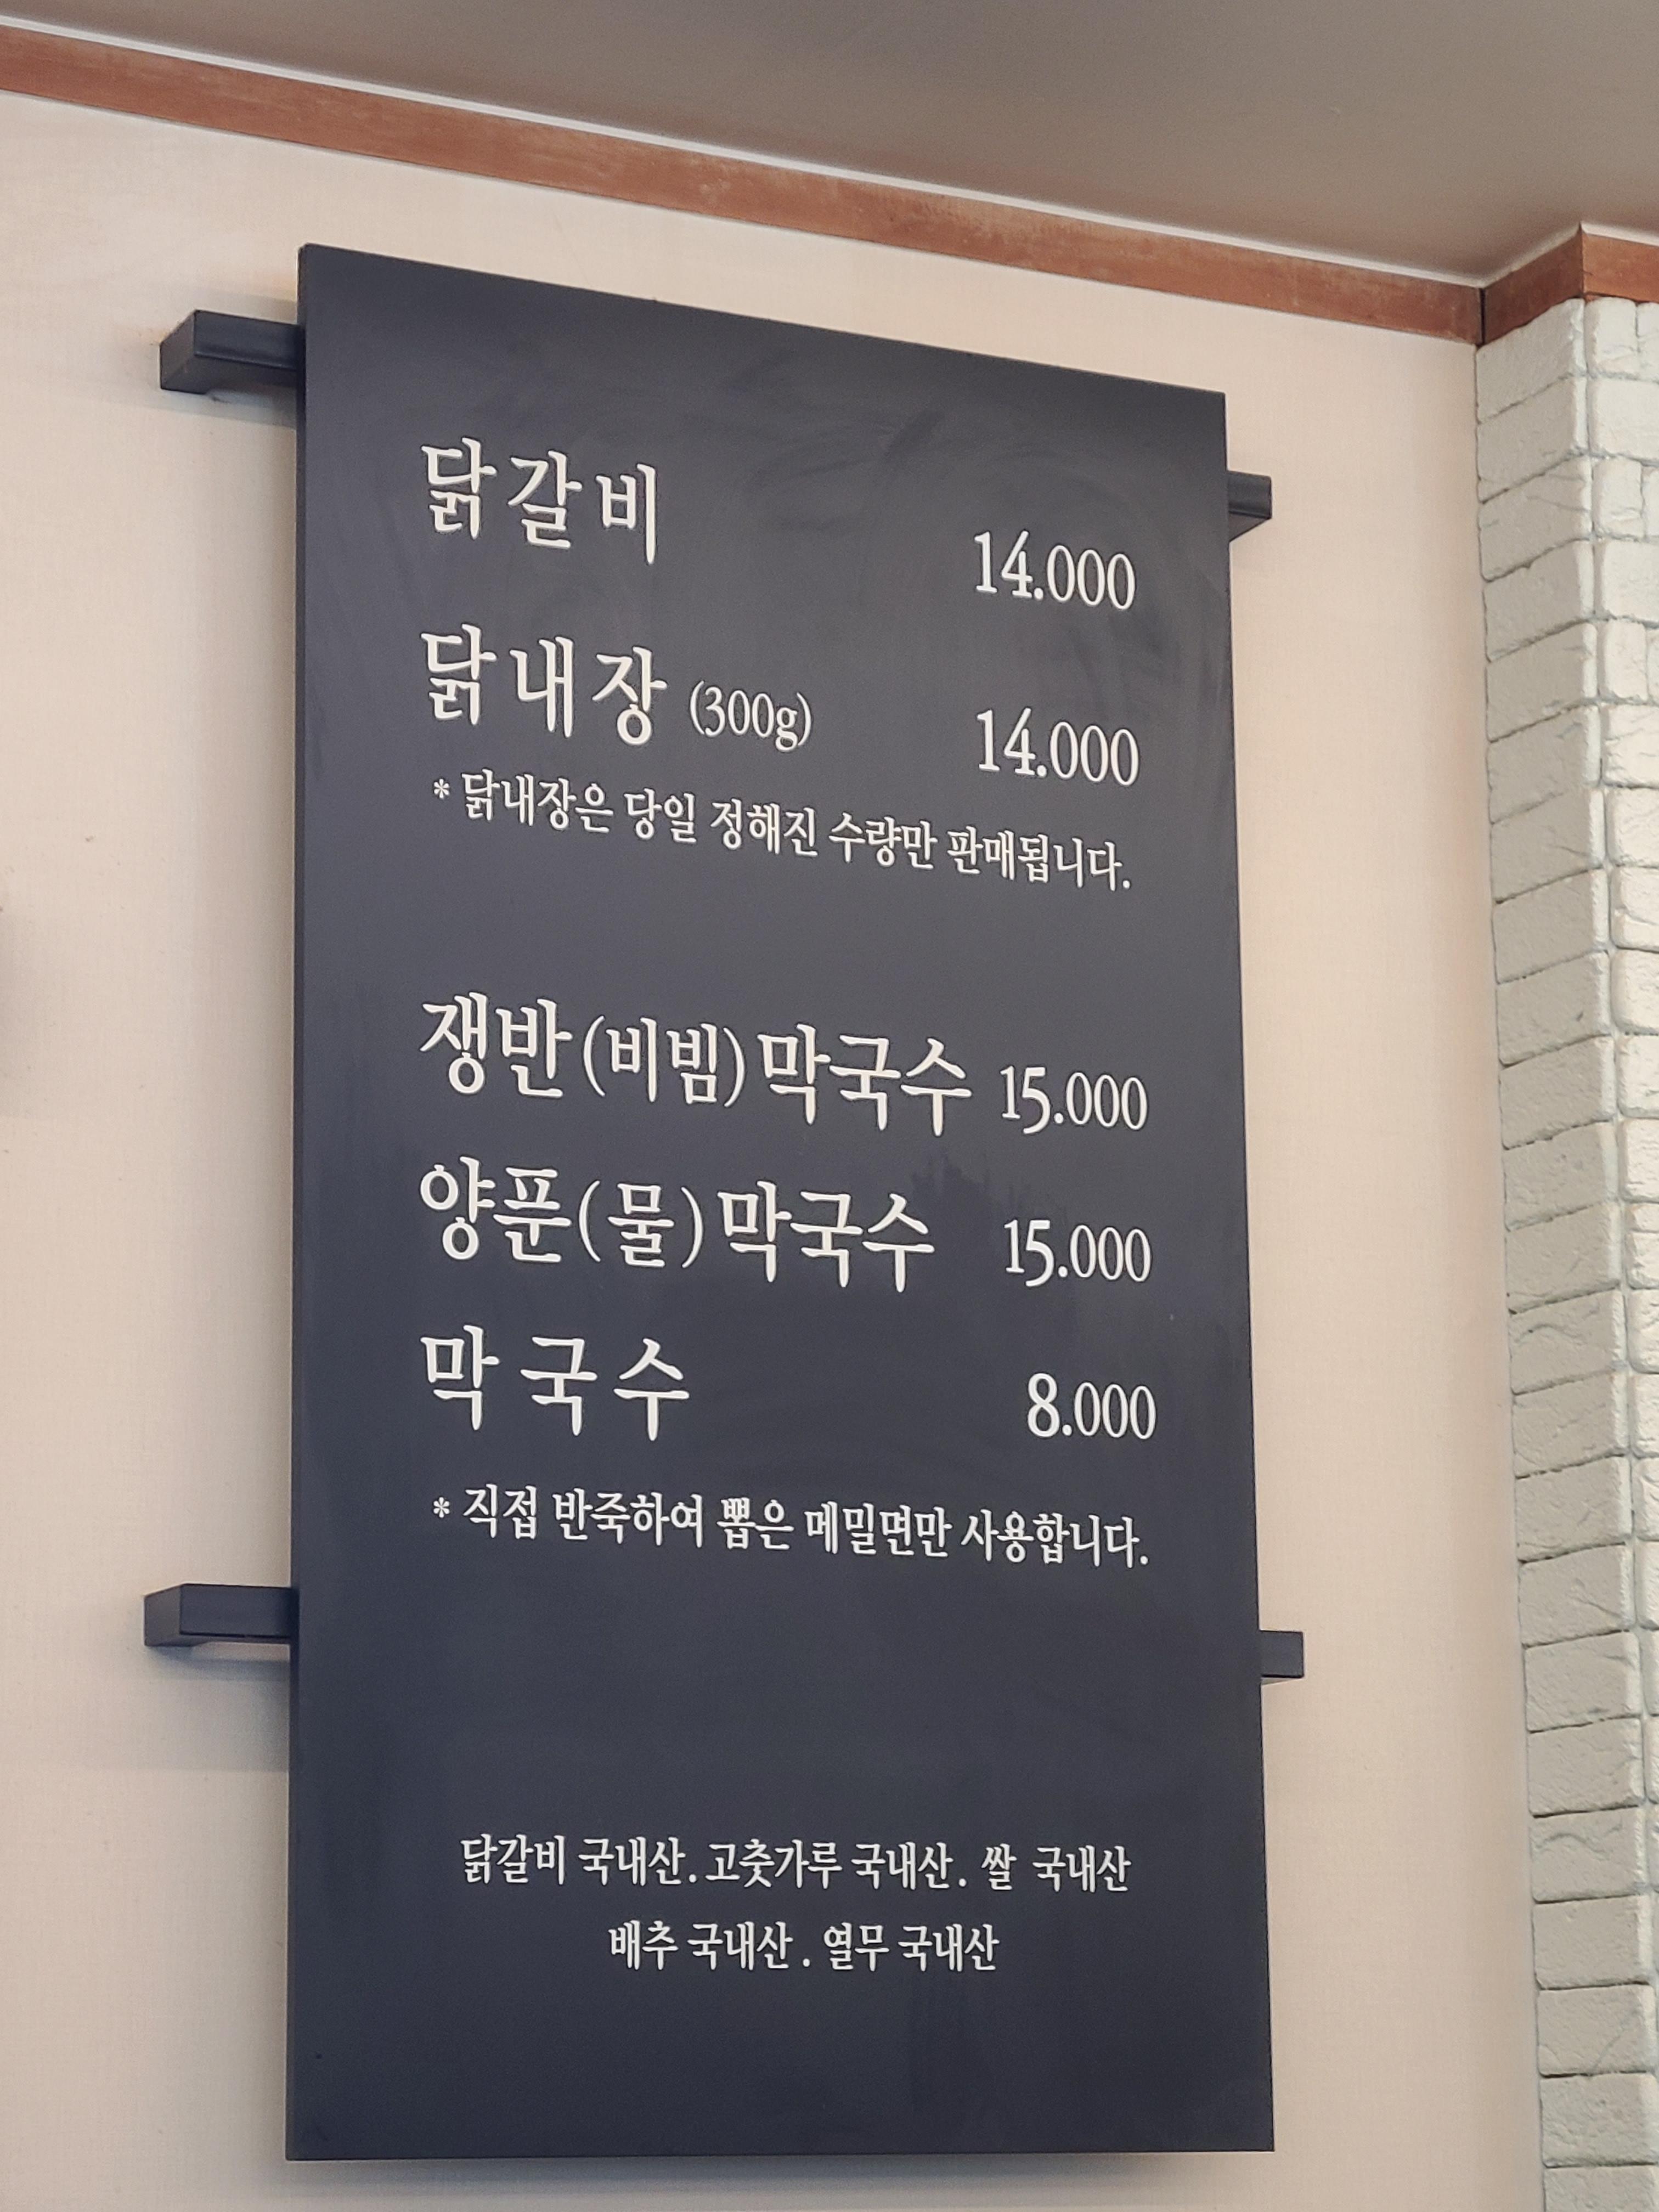 닭갈비 14.000
닭내장 (300g) 14.000
* 닭내장은 당일 정해진 수량만 판매됩니다.
쟁반(비빔)막국수 15.000
양푼(물)막국수 15.000
막국수 8.000
* 직접 반죽하여 뽑은 메밀면만 사용합니다.
닭갈비 국내산. 고춧가루 국내산. 쌀 국내산
배추 국내산. 열무 국내산